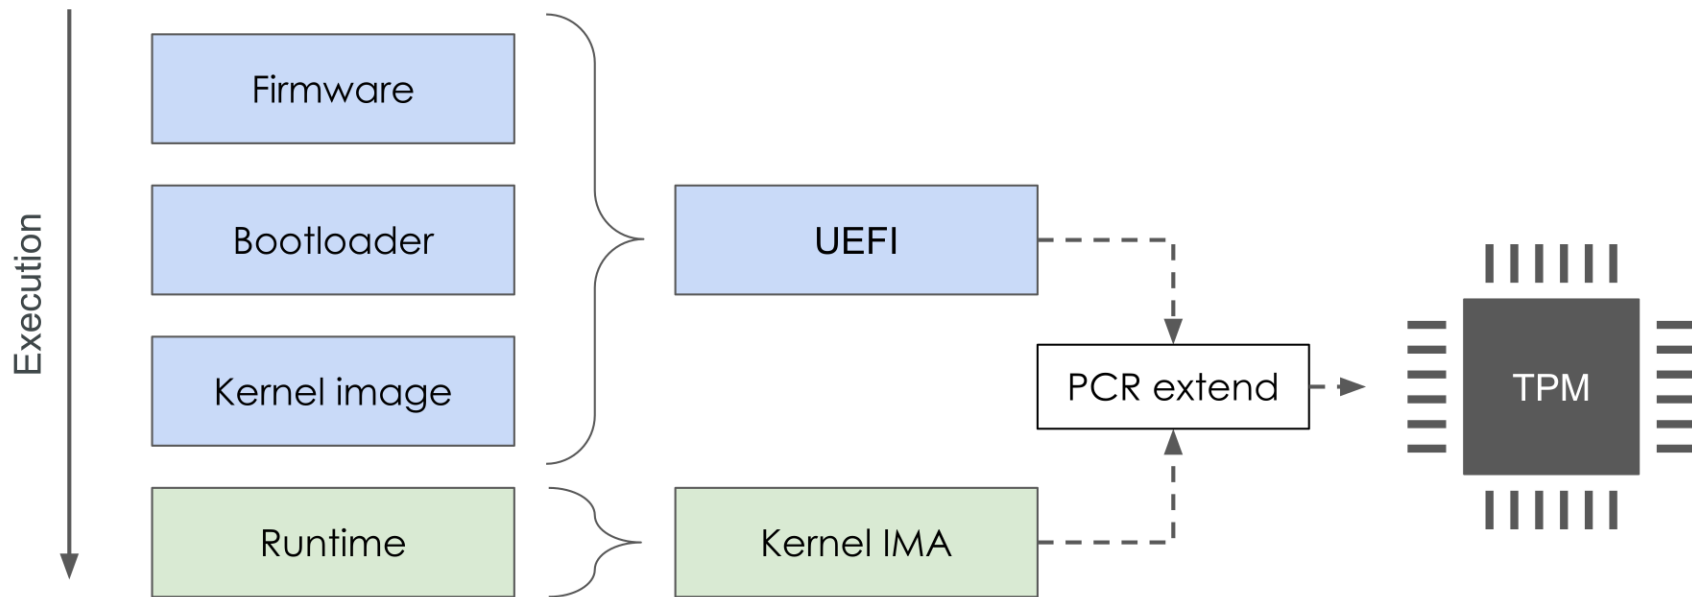 Execution
Firmware
Bootloader
Kernel image
Runtime
UEFI
Kernel IMA
PCR extend
TPM